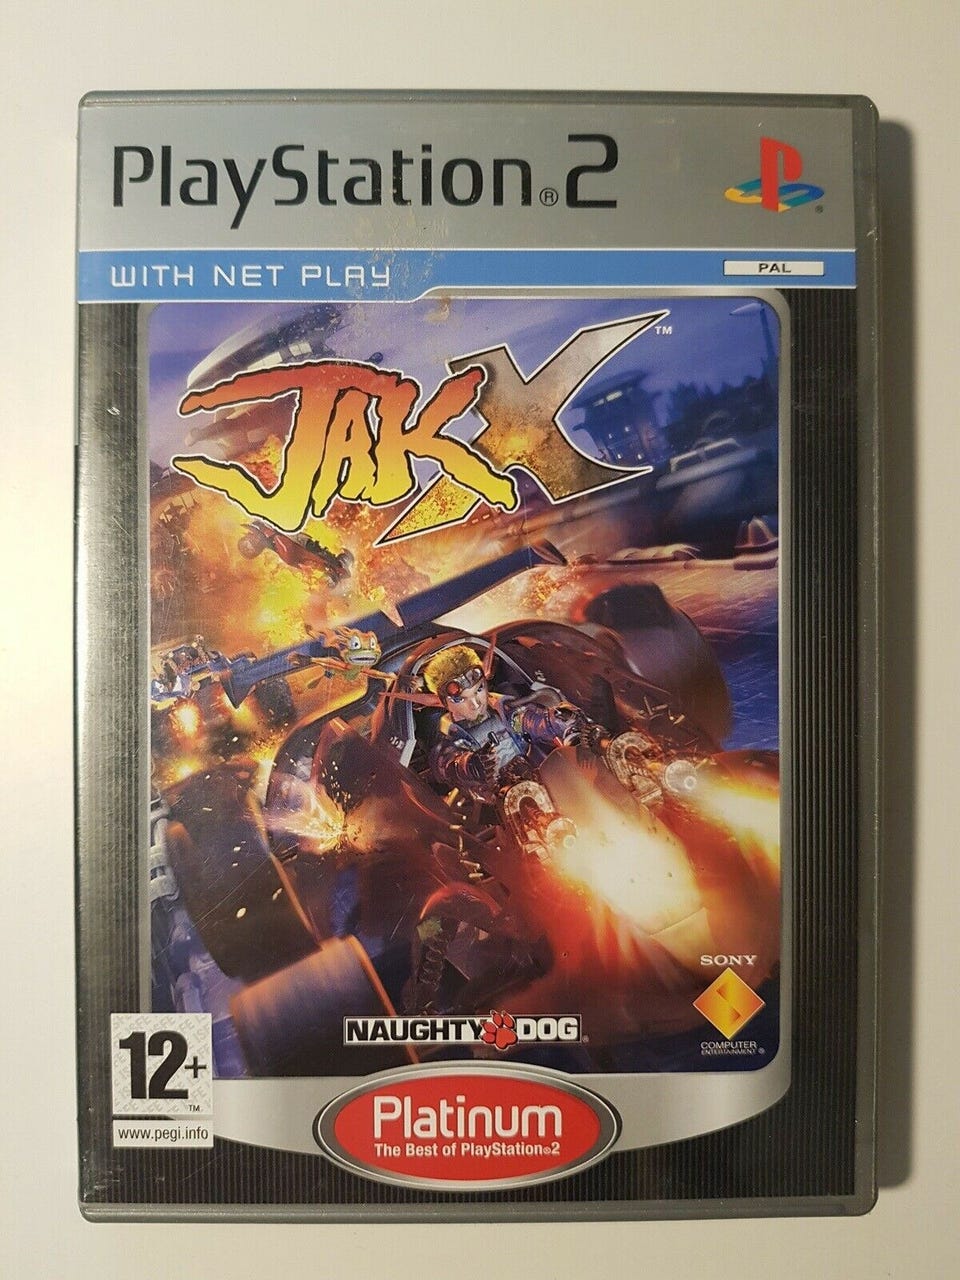 PlayStation®2
WITH NET PLAY
PAL
JAK X™
SONY
COMPUTER
ENTERTAINMENT®
NAUGHTY DOG®
12+™
www.pegi.info
Platinum
The Best of PlayStation®2